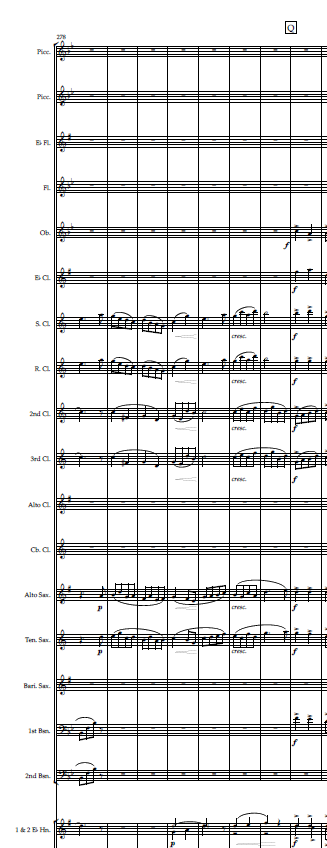 Q
278
Picc.
Picc.
E♭ Fl.
Fl.
Ob.
f
E♭ Cl.
f
S. Cl.
cresc.
f
R. Cl.
cresc.
f
2nd Cl.
cresc.
f
3rd Cl.
cresc.
f
Alto Cl.
Cb. Cl.
Alto Sax.
p
cresc.
f
Ten. Sax.
p
cresc.
f
Bari. Sax.
1st Bsn.
f
2nd Bsn.
1 & 2 E♭ Hn.
p
f